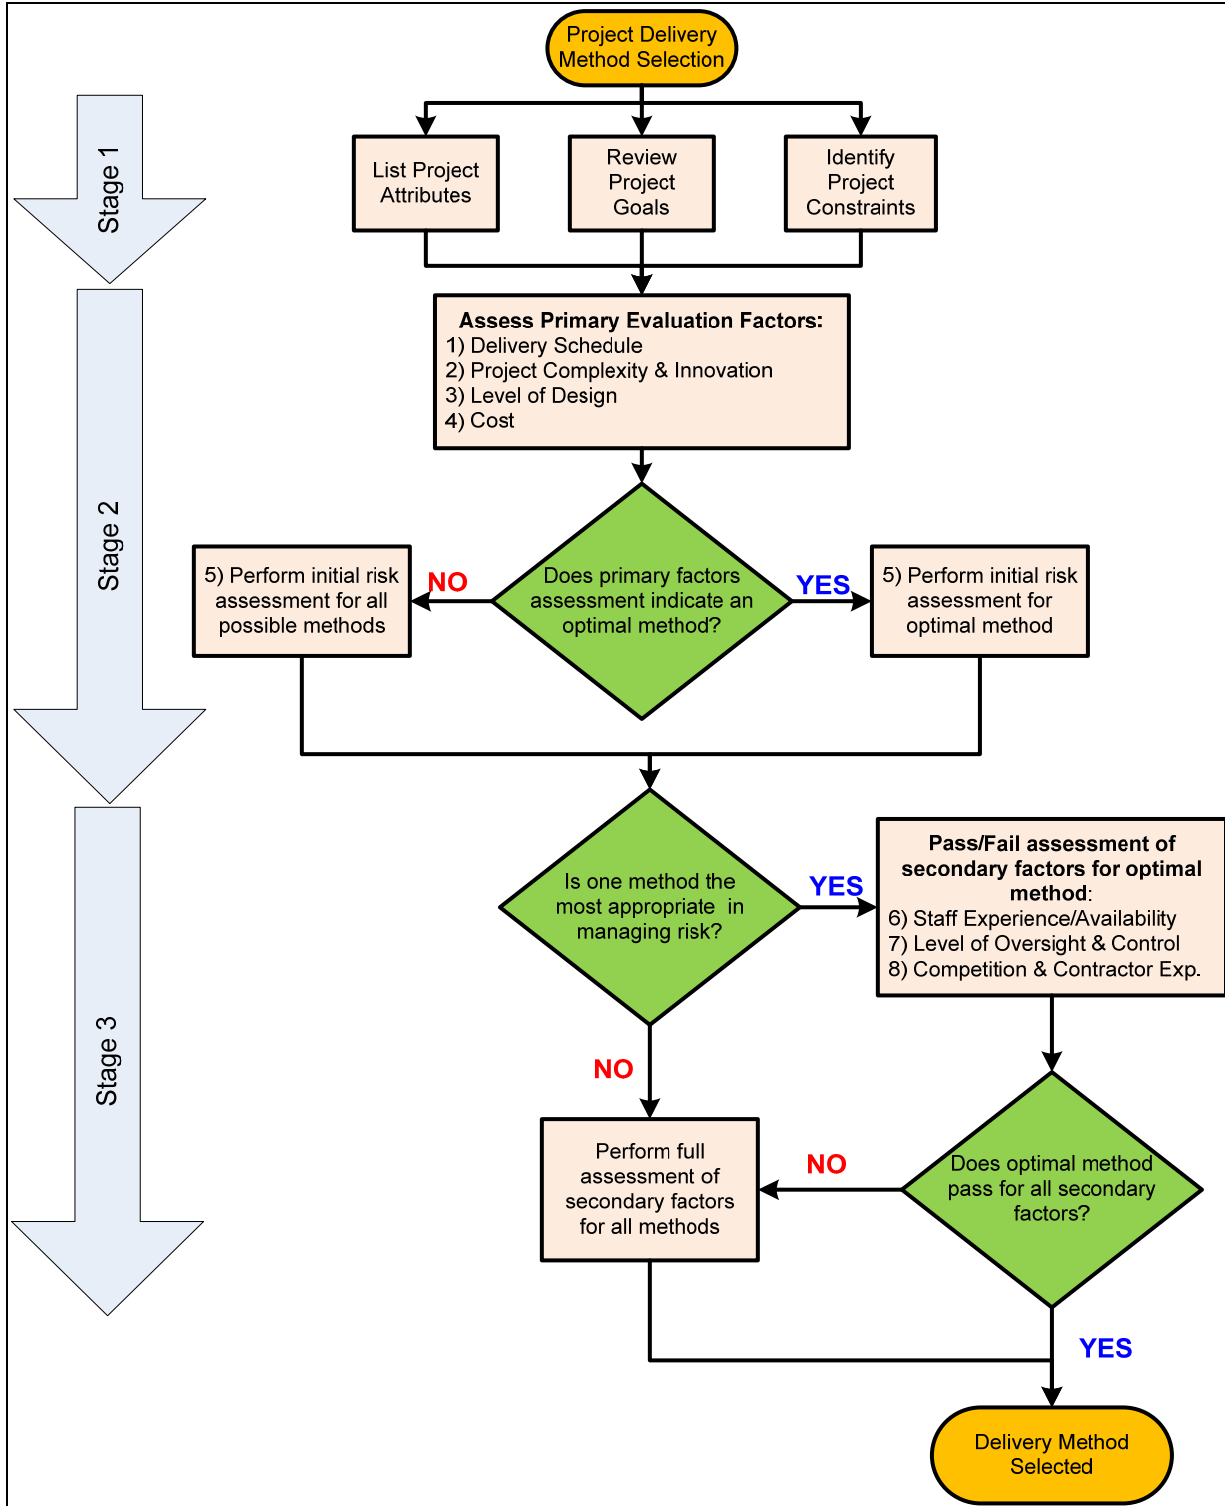 Project Delivery
Method Selection
Stage 1
List Project
Attributes
Review
Project
Goals
Identify
Project
Constraints
Assess Primary Evaluation Factors:
1) Delivery Schedule
2) Project Complexity & Innovation
3) Level of Design
4) Cost
Stage 2
5) Perform initial risk
assessment for all
possible methods
NO
Does primary factors
assessment indicate an
optimal method?
YES
5) Perform initial risk
assessment for
optimal method
Stage 3
Is one method the
most appropriate in
managing risk?
YES
Pass/Fail assessment of
secondary factors for optimal
method:
6) Staff Experience/Availability
7) Level of Oversight & Control
8) Competition & Contractor Exp.
NO
Perform full
assessment of
secondary factors
for all methods
NO
Does optimal method
pass for all secondary
factors?
YES
Delivery Method
Selected